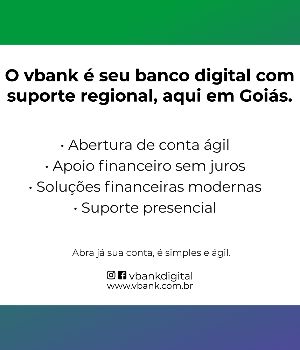 O vbank é seu banco digital com
suporte regional, aqui em Goiás.
• Abertura de conta ágil
• Apoio financeiro sem juros
• Soluções financeiras modernas
• Suporte presencial
Abra já sua conta, é simples e ágil.
vbankdigital
www.vbank.com.br